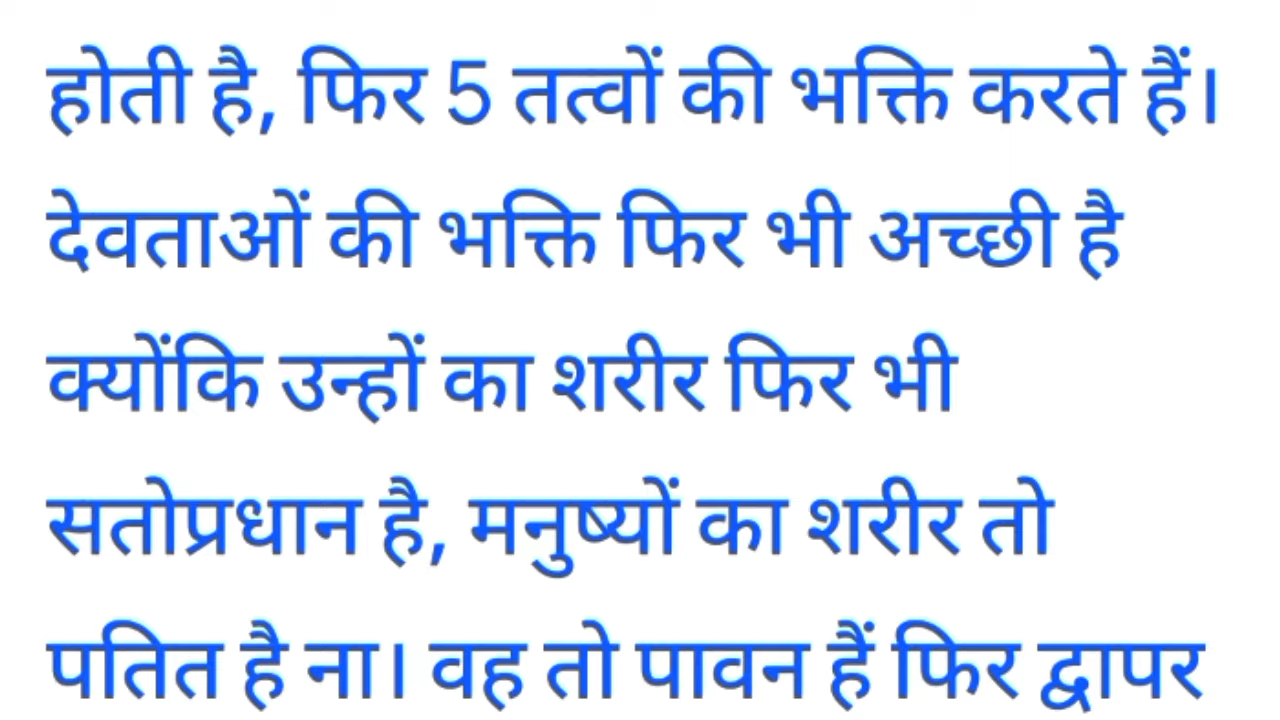 होती है, फिर 5 तत्वों की भक्ति करते हैं।
देवताओं की भक्ति फिर भी अच्छी है
क्योंकि उन्हों का शरीर फिर भी
सतोप्रधान है, मनुष्यों का शरीर तो
पतित है ना। वह तो पावन हैं फिर द्वापर